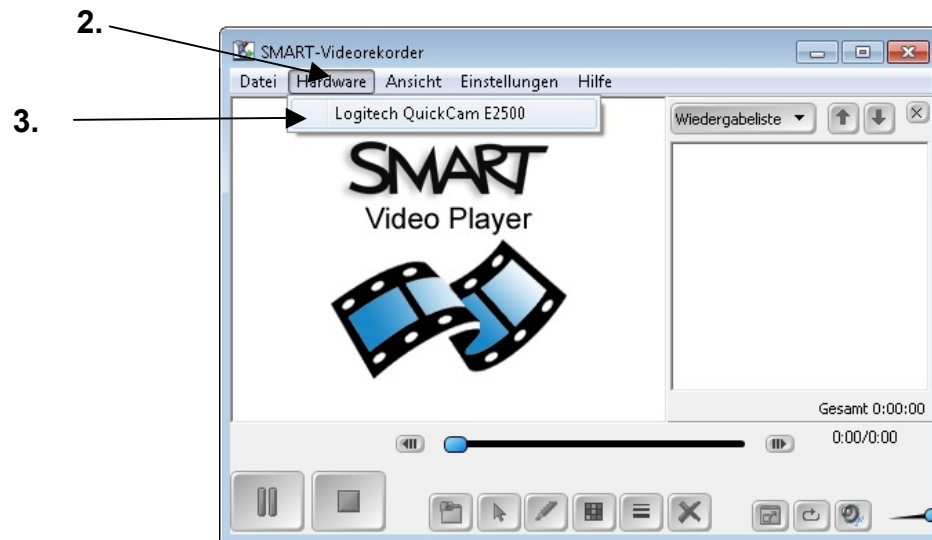 2.
SMART-Videorekorder
Datei Hardware Ansicht Einstellungen Hilfe
3.
Logitech QuickCam E2500
Wiedergabeliste
SMART
Video Player
Gesamt 0:00:00
0:00/0:00